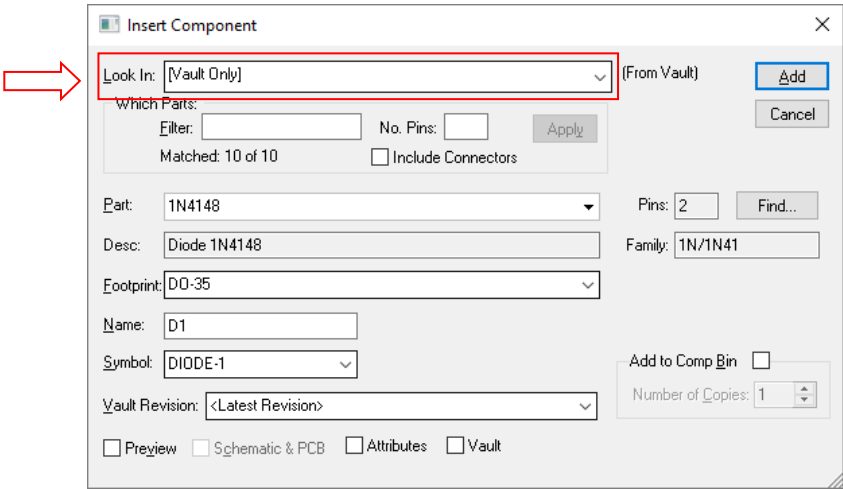 Insert Component
Look In: [Vault Only] (From Vault) Add
Which Parts: Cancel
Filter: No. Pins: Apply
Matched: 10 of 10 Include Connectors
Part: 1N4148 Pins: 2 Find...
Desc: Diode 1N4148 Family: 1N/1N41
Footprint: DO-35
Name: D1
Symbol: DIODE-1 Add to Comp Bin
Vault Revision: <Latest Revision> Number of Copies: 1
Preview Schematic & PCB Attributes Vault